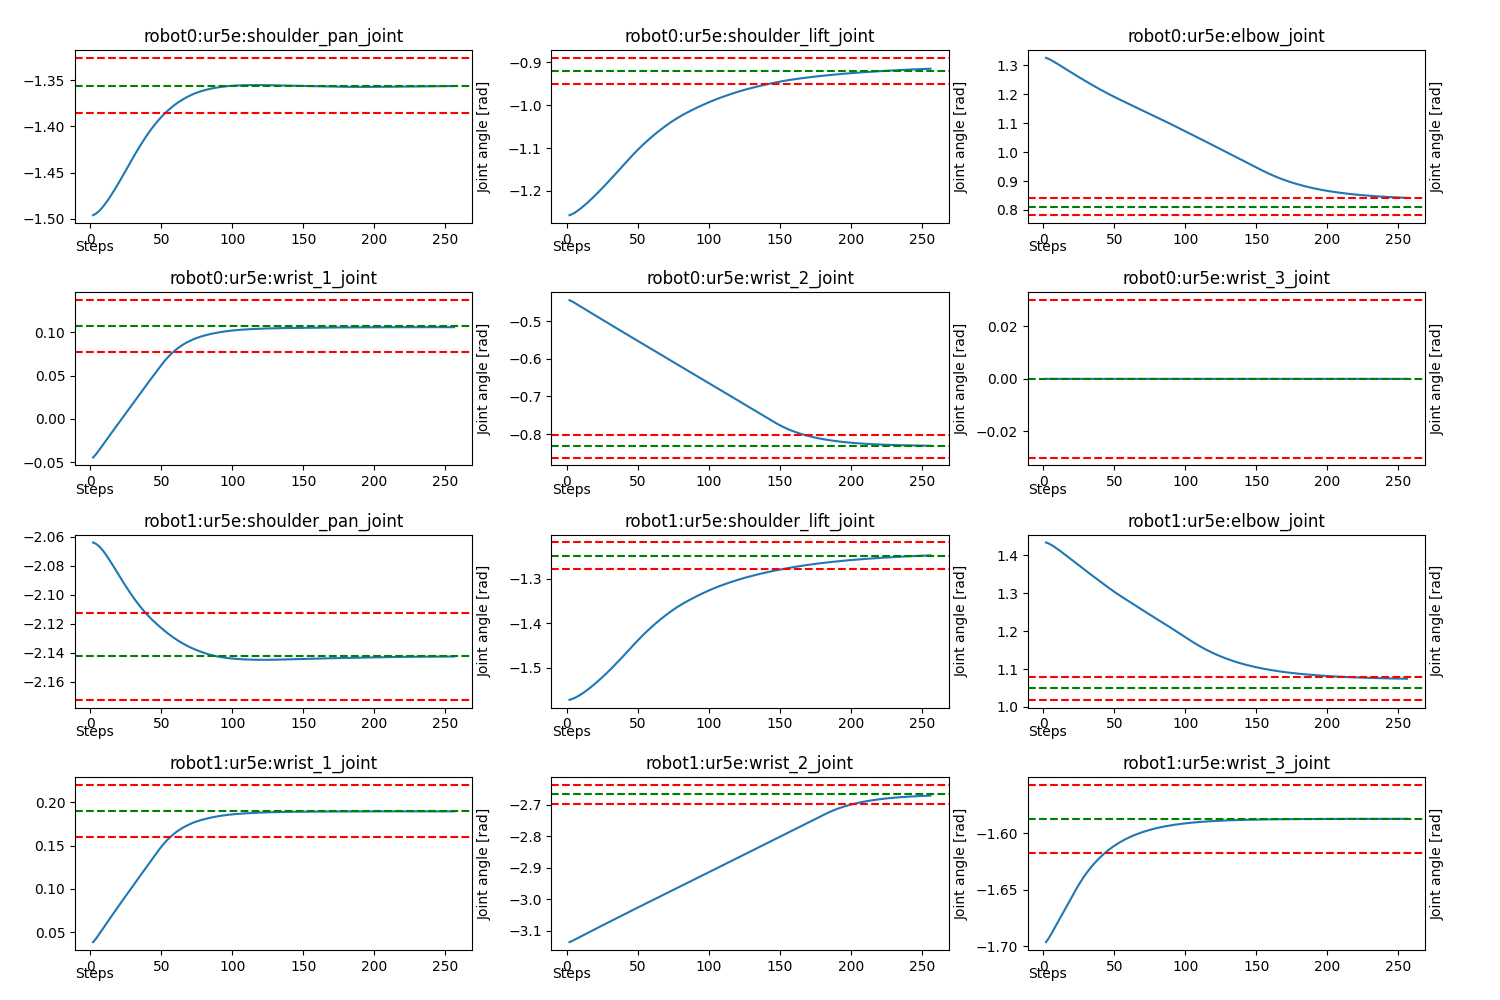 robot0:ur5e:shoulder_pan_joint
robot0:ur5e:shoulder_lift_joint
robot0:ur5e:elbow_joint
−1.35
−1.40
−1.45
−1.50
0 50 100 150 200 250
Steps
Joint angle [rad]
−0.9
−1.0
−1.1
−1.2
0 50 100 150 200 250
Steps
Joint angle [rad]
1.3
1.2
1.1
1.0
0.9
0.8
0 50 100 150 200 250
Steps
Joint angle [rad]
robot0:ur5e:wrist_1_joint
robot0:ur5e:wrist_2_joint
robot0:ur5e:wrist_3_joint
0.10
0.05
0.00
−0.05
0 50 100 150 200 250
Steps
Joint angle [rad]
−0.5
−0.6
−0.7
−0.8
0 50 100 150 200 250
Steps
Joint angle [rad]
0.02
0.00
−0.02
0 50 100 150 200 250
Steps
Joint angle [rad]
robot1:ur5e:shoulder_pan_joint
robot1:ur5e:shoulder_lift_joint
robot1:ur5e:elbow_joint
−2.06
−2.08
−2.10
−2.12
−2.14
−2.16
0 50 100 150 200 250
Steps
Joint angle [rad]
−1.3
−1.4
−1.5
0 50 100 150 200 250
Steps
Joint angle [rad]
1.4
1.3
1.2
1.1
1.0
0 50 100 150 200 250
Steps
Joint angle [rad]
robot1:ur5e:wrist_1_joint
robot1:ur5e:wrist_2_joint
robot1:ur5e:wrist_3_joint
0.20
0.15
0.10
0.05
0 50 100 150 200 250
Steps
Joint angle [rad]
−2.7
−2.8
−2.9
−3.0
−3.1
0 50 100 150 200 250
Steps
Joint angle [rad]
−1.60
−1.65
−1.70
0 50 100 150 200 250
Steps
Joint angle [rad]